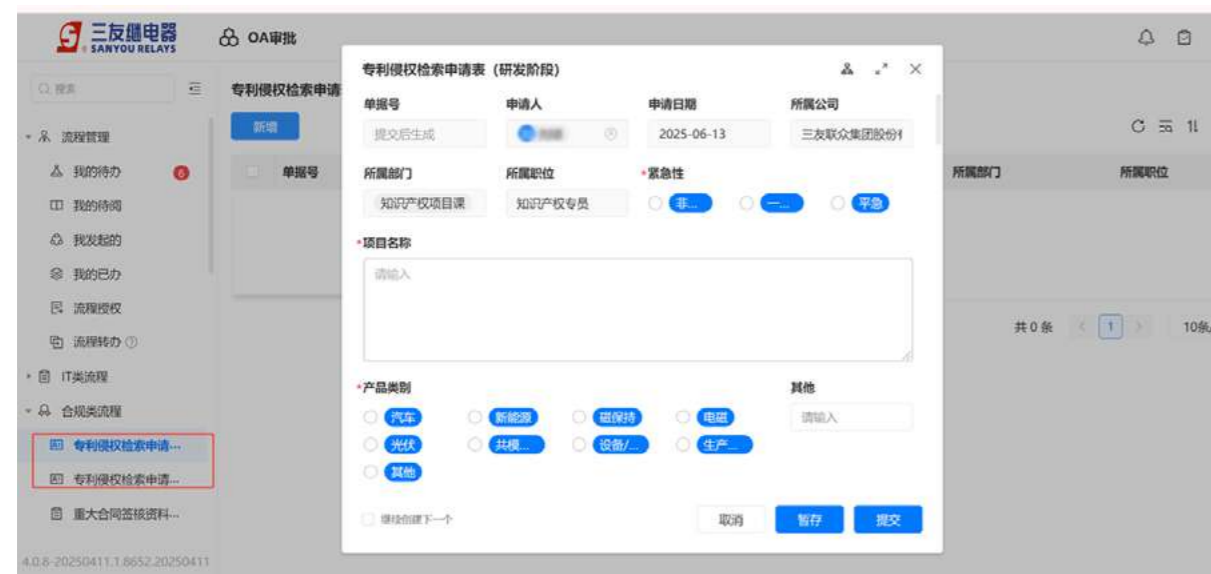 三友继电器
SANYOU RELAYS
OA审批
搜索
流程管理
我的待办 6
我的待阅
我发起的
我的已办
流程授权
流程转办
IT类流程
合规类流程
专利侵权检索申请...
专利侵权检索申请...
重大合同签核资料...
4.0.8-20250411.1.8652.20250411
专利侵权检索申请
新增
单据号
所属部门
所属职位
共 0 条
1
10条
专利侵权检索申请表（研发阶段）
单据号 申请人 申请日期 所属公司
提交后生成 2025-06-13 三友联众集团股份
所属部门 所属职位 *紧急性
知识产权项目课 知识产权专员 非... 一... 平急
*项目名称
请输入
*产品类别 其他
汽车 新能源 磁保持 电磁 请输入
光伏 共模... 设备/... 生产...
其他
继续创建下一个 取消 暂存 提交